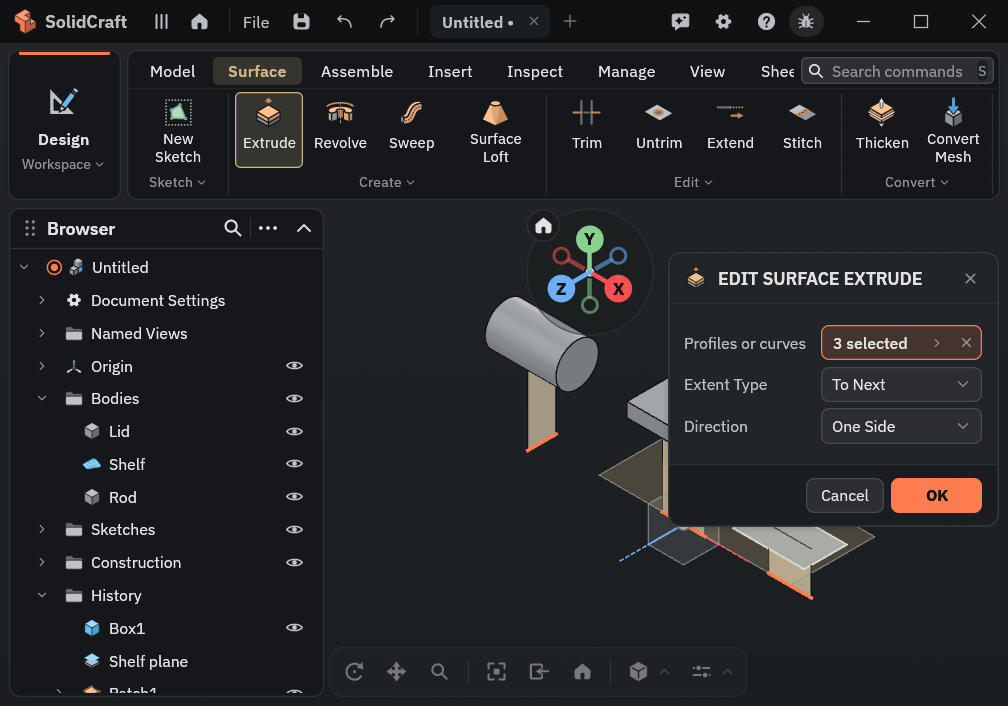 SolidCraft
File
Untitled •
Design
Workspace
Model
Surface
Assemble
Insert
Inspect
Manage
View
Shee
Search commands
S
New Sketch
Extrude
Revolve
Sweep
Surface Loft
Trim
Untrim
Extend
Stitch
Thicken
Convert Mesh
Sketch
Create
Edit
Convert
Browser
Untitled
Document Settings
Named Views
Origin
Bodies
Lid
Shelf
Rod
Sketches
Construction
History
Box1
Shelf plane
Patch1
Y
Z
X
EDIT SURFACE EXTRUDE
Profiles or curves
3 selected
Extent Type
To Next
Direction
One Side
Cancel
OK